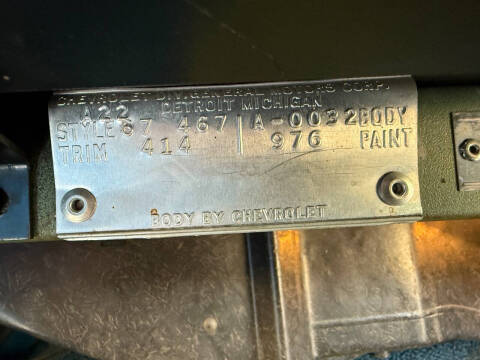 CHEVROLET DIV. GENERAL MOTORS CORP.
A22 DETROIT MICHIGAN
STYLE 67 467 A-0032 BODY
TRIM 414 976 PAINT
BODY BY CHEVROLET